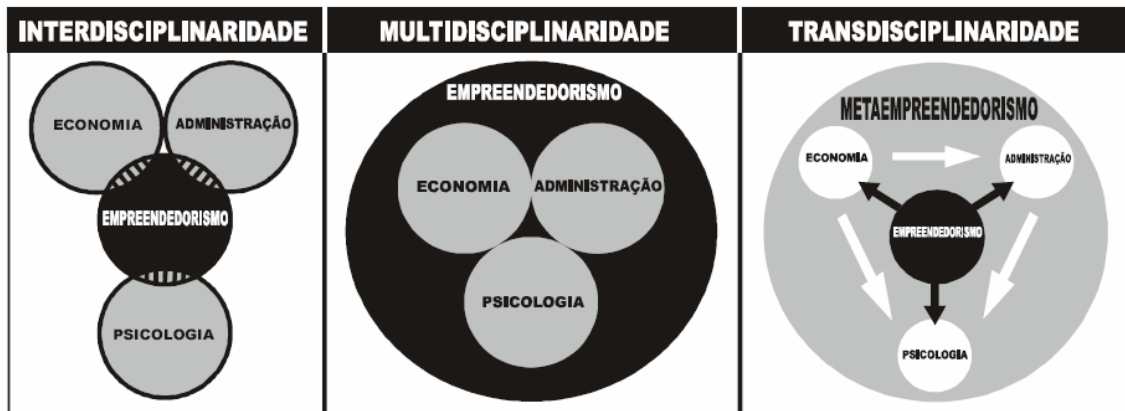 INTERDISCIPLINARIDADE
ECONOMIA
ADMINISTRAÇÃO
EMPREENDEDORISMO
PSICOLOGIA
MULTIDISCIPLINARIDADE
EMPREENDEDORISMO
ECONOMIA
ADMINISTRAÇÃO
PSICOLOGIA
TRANSDISCIPLINARIDADE
METAEMPREENDEDORISMO
ECONOMIA
ADMINISTRAÇÃO
EMPREENDEDORISMO
PSICOLOGIA